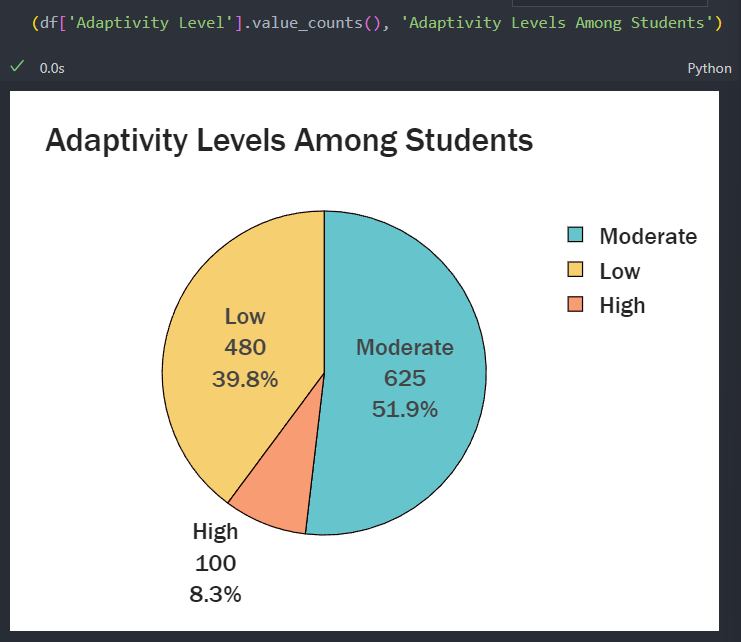 (df['Adaptivity Level'].value_counts(), 'Adaptivity Levels Among Students')
0.0s
Python
Adaptivity Levels Among Students
Moderate
Low
High
Low
480
39.8%
Moderate
625
51.9%
High
100
8.3%